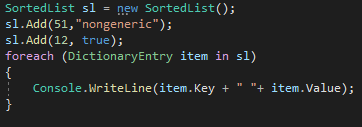 SortedList sl = new SortedList();
sl.Add(51,"nongeneric");
sl.Add(12, true);
foreach (DictionaryEntry item in sl)
{
    Console.WriteLine(item.Key + " "+ item.Value);
}